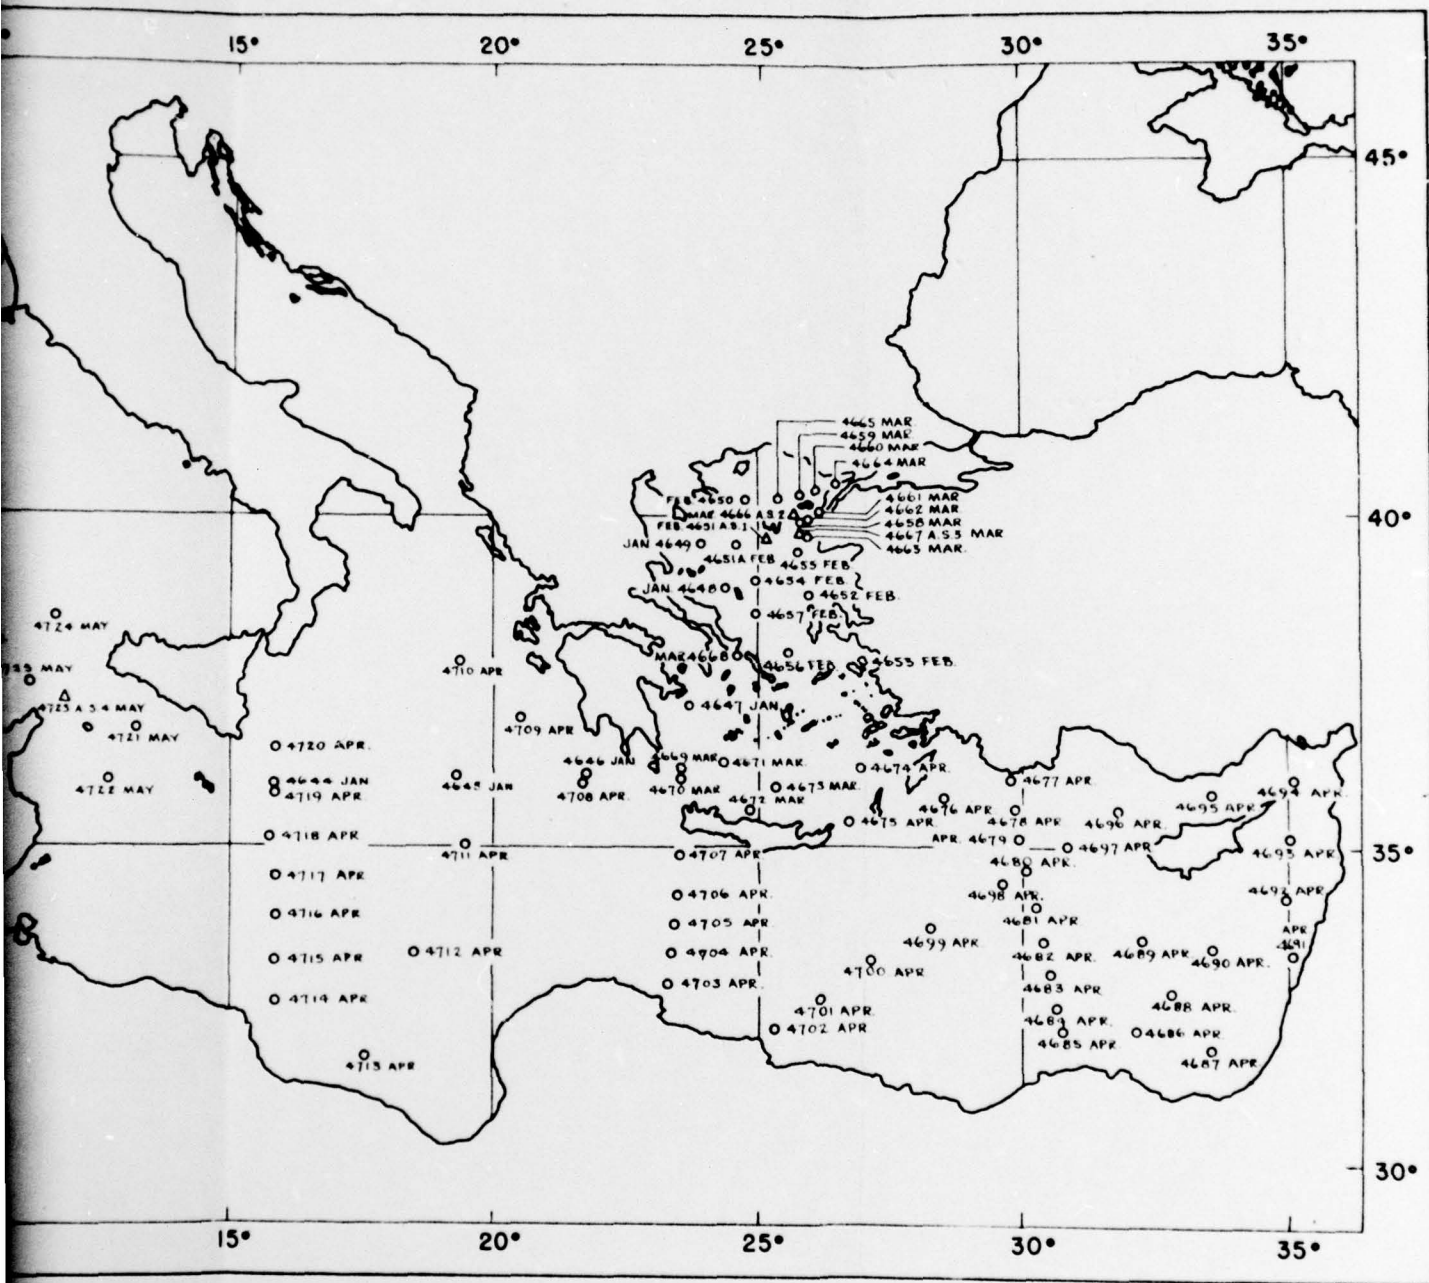 15° 20° 25° 30° 35°
45°
4665 MAR.
4659 MAR.
4660 MAR
4664 MAR
FEB. 4650
4661 MAR
MAR 4666 A.S.2
4662 MAR
40°
FEB. 4651 A.S.1
4658 MAR
4667 A.S.3 MAR
JAN 4649
4663 MAR.
4651A FEB
4655 FEB
4654 FEB.
JAN. 4648
4652 FEB.
4657 FEB.
4724 MAY
MAR 4668
4656 FEB.
4653 FEB.
MAY
4710 APR
4723 A.S.4 MAY
4647 JAN.
4721 MAY
4709 APR
4720 APR.
4646 JAN
4669 MAR.
4671 MAR.
4674 APR.
4644 JAN
4645 JAN
4677 APR.
4722 MAY
4719 APR.
4708 APR.
4670 MAR
4673 MAR.
4694 APR.
4672 MAR
4676 APR.
4695 APR.
4718 APR
4675 APR.
4678 APR
4696 APR.
APR. 4679
4711 APR.
4707 APR
4697 APR.
4693 APR.
35°
4680 APR.
4717 APR
4706 APR.
4698 APR.
4692 APR
4716 APR
4705 APR
4681 APR.
APR
4691
4699 APR.
4712 APR
4704 APR.
4682 APR.
4689 APR.
4690 APR.
4715 APR
4700 APR.
4703 APR.
4683 APR.
4714 APR
4701 APR.
4688 APR.
4684 APR.
4702 APR
4685 APR.
4686 APR.
4713 APR
4687 APR.
30°
15° 20° 25° 30° 35°